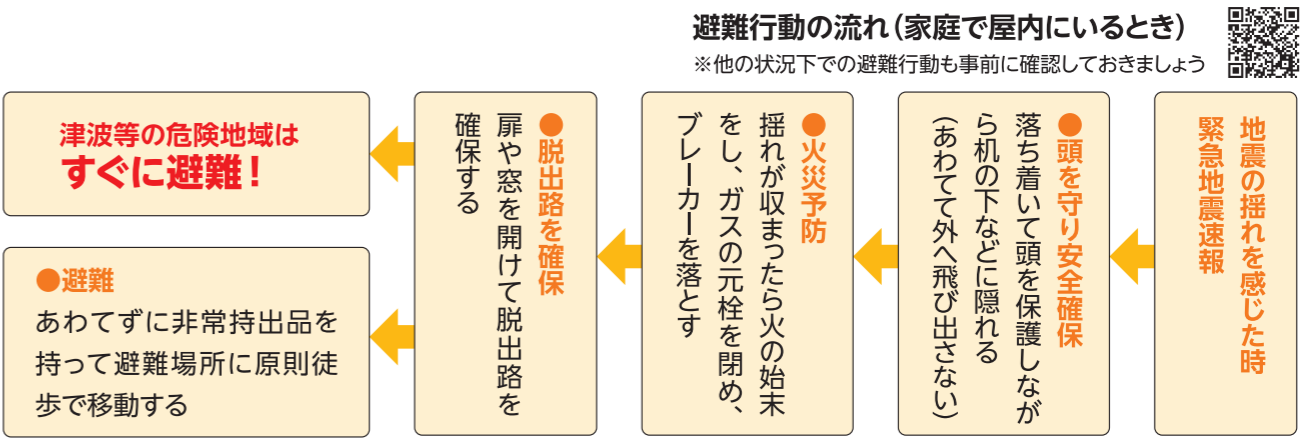 避難行動の流れ（家庭で屋内にいるとき）
※他の状況下での避難行動も事前に確認しておきましょう
地震の揺れを感じた時
緊急地震速報
●頭を守り安全確保
落ち着いて頭を保護しなが
ら机の下などに隠れる
（あわてて外へ飛び出さない）
●火災予防
揺れが収まったら火の始末
をし、ガスの元栓を閉め、
ブレーカーを落とす
●脱出路を確保
扉や窓を開けて脱出路を
確保する
津波等の危険地域は
すぐに避難！
●避難
あわてずに非常持出品を
持って避難場所に原則徒
歩で移動する